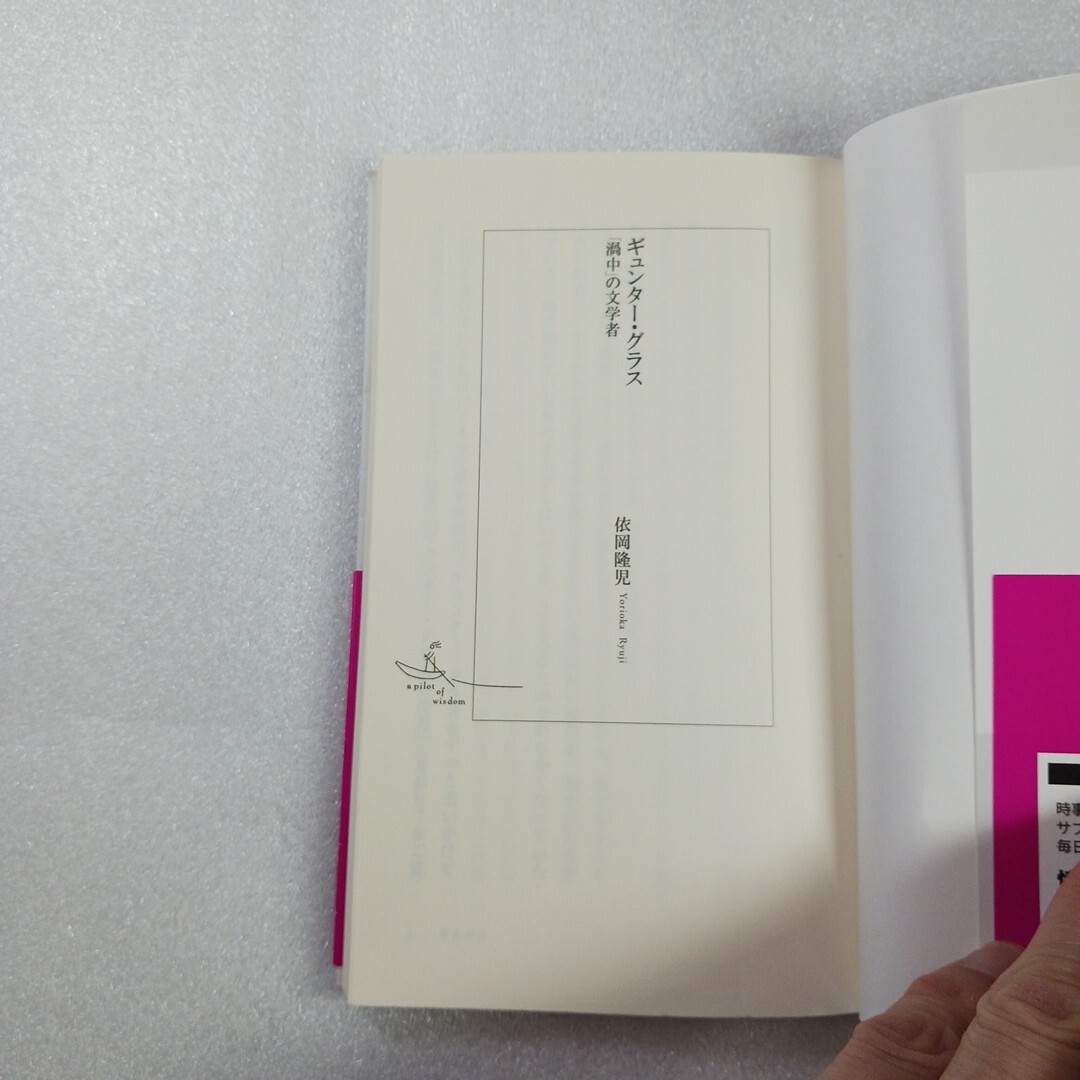 ギュンター・グラス
「渦中」の文学者
依岡隆児 Yorioka Ryuji
a pilot
of
wisdom
時事
サプ
毎日